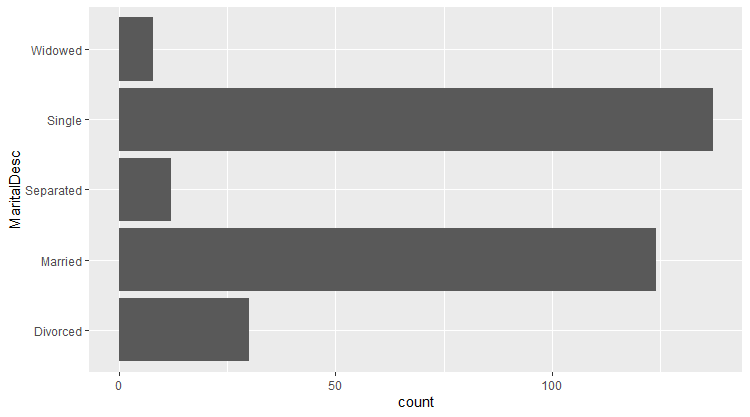 Widowed
Single
Separated
Married
Divorced
MaritalDesc
0 50 100
count